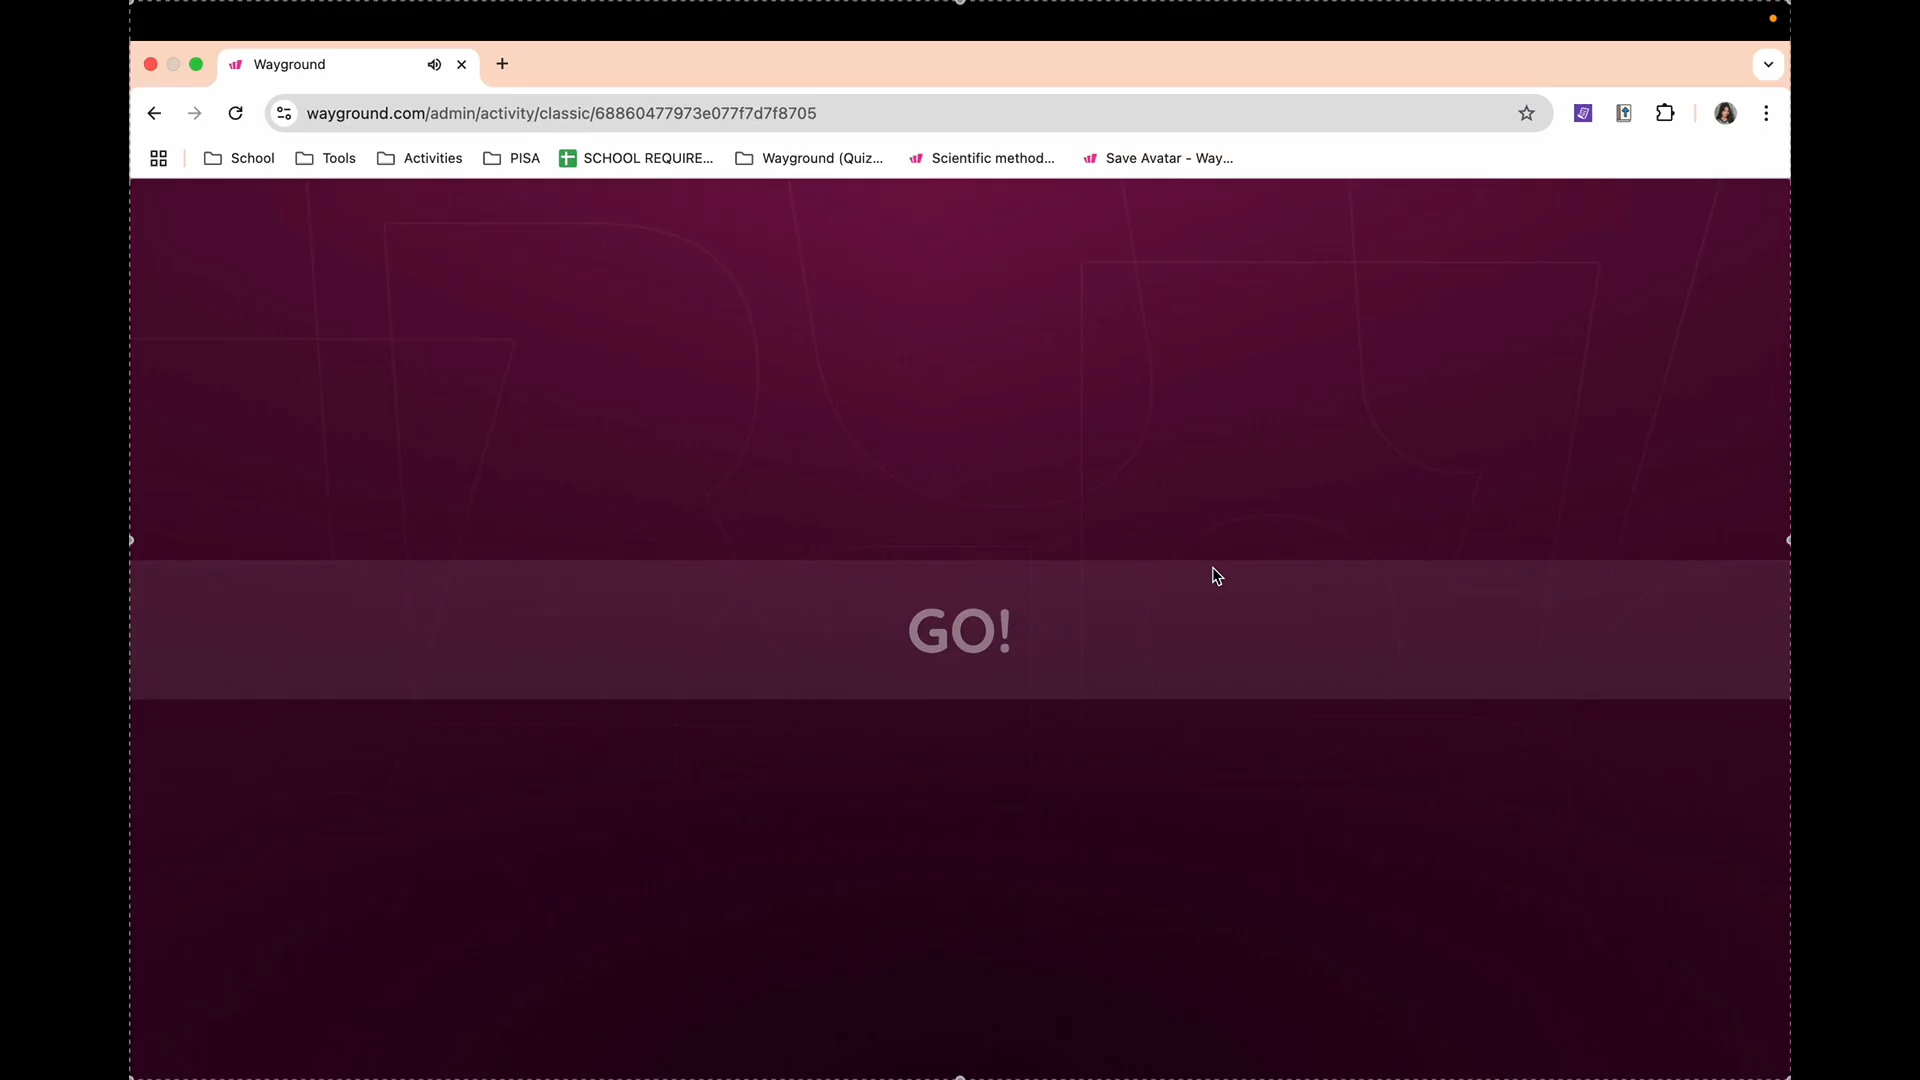 Wayground
wayground.com/admin/activity/classic/68860477973e077f7d7f8705
School Tools Activities PISA SCHOOL REQUIRE... Wayground (Quiz... Scientific method... Save Avatar - Way...
GO!